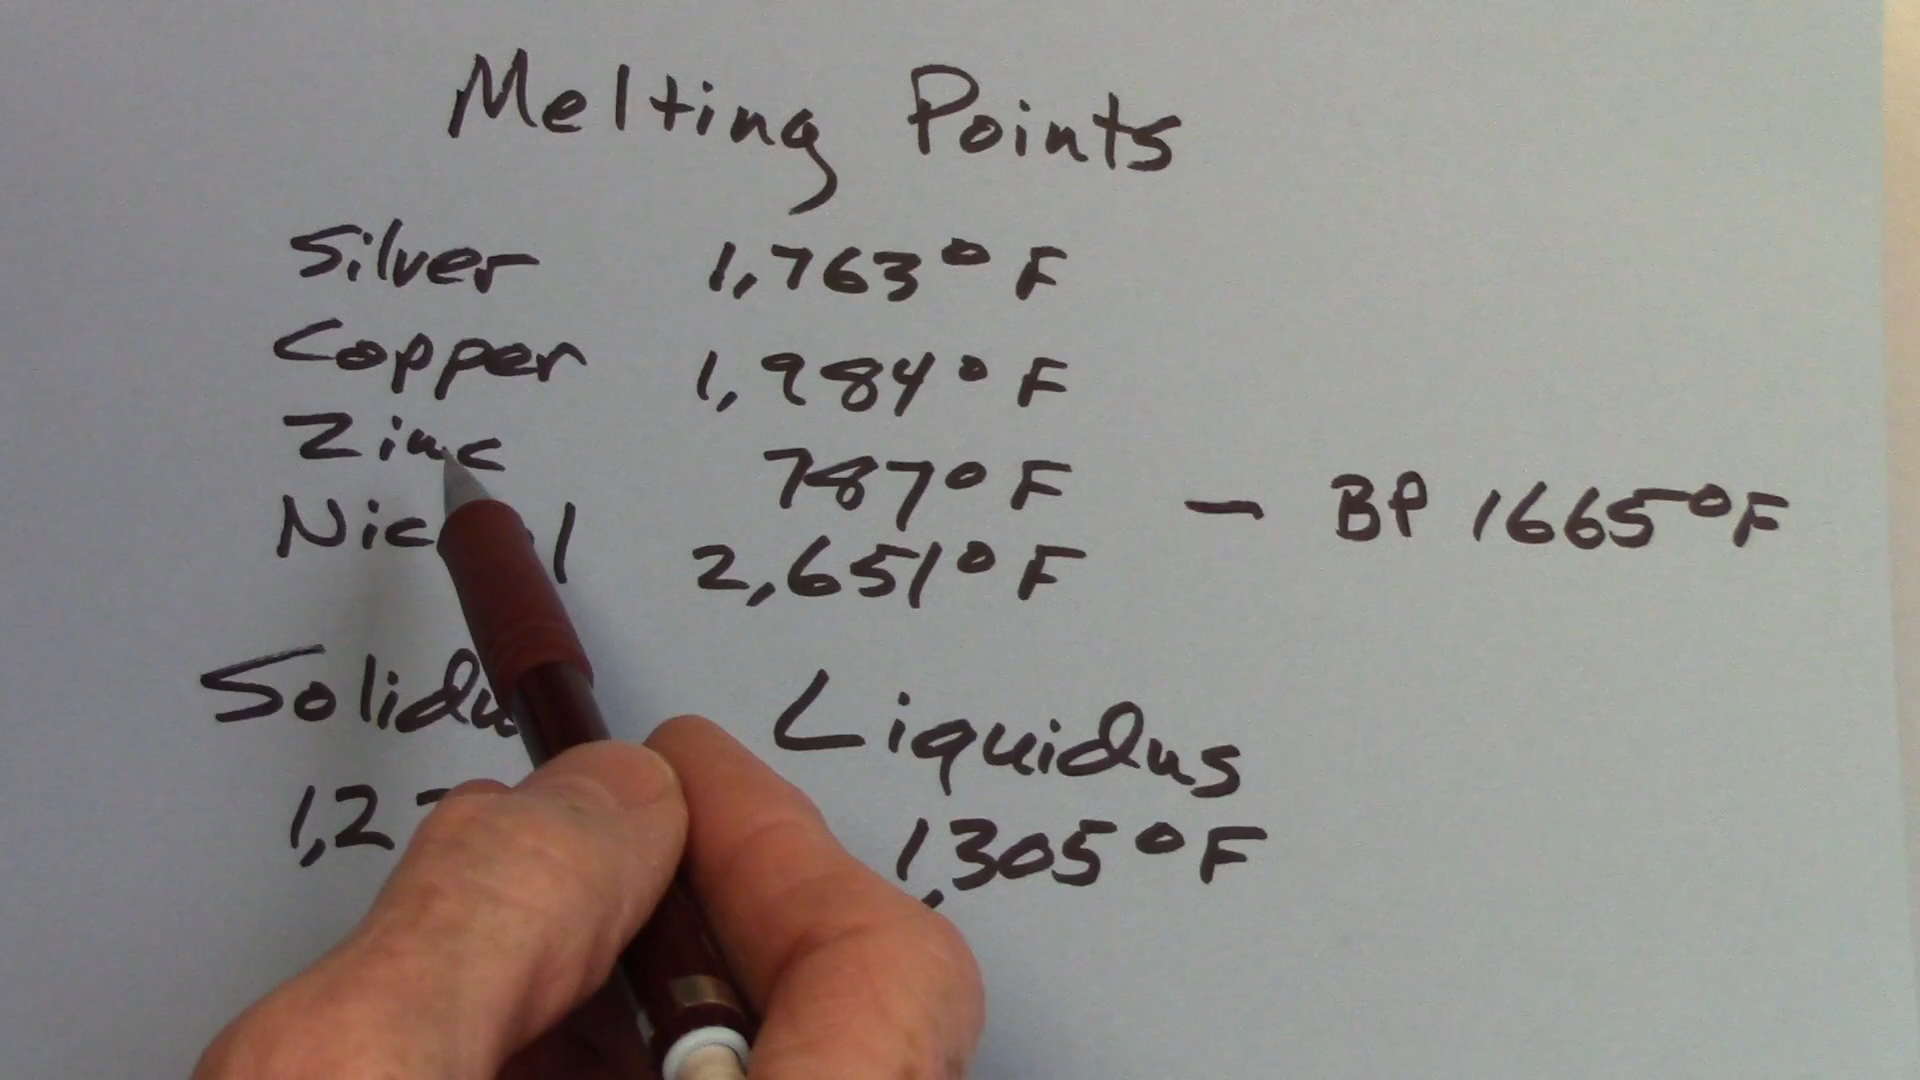 Melting Points
Silver 1,763° F
Copper 1,984° F
Zinc 787° F - BP 1665°F
2,651° F
Liquidus
1,305°F